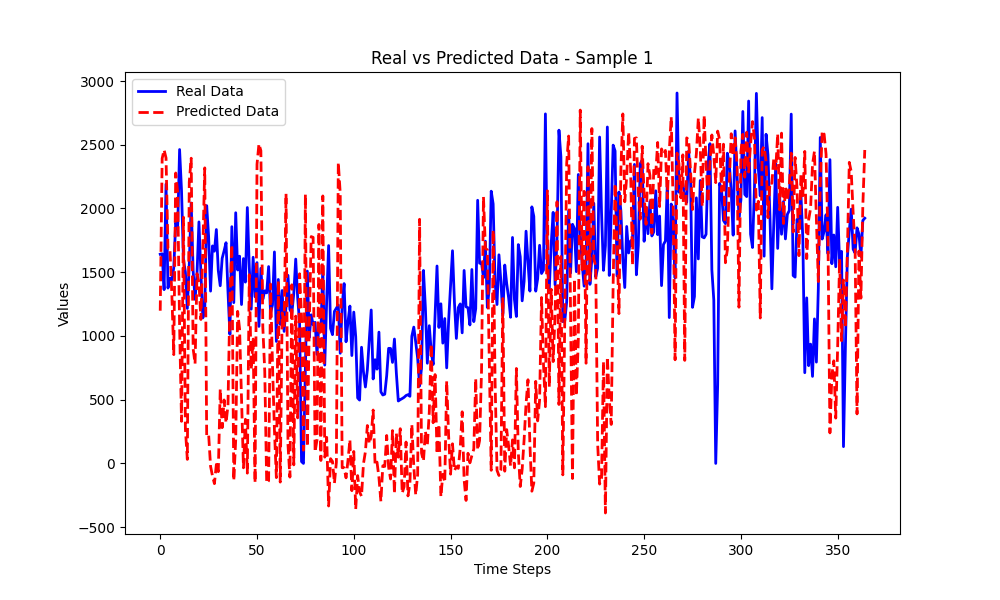 Real vs Predicted Data - Sample 1
Real Data
Predicted Data
3000
2500
2000
1500
1000
500
0
−500
Values
0 50 100 150 200 250 300 350
Time Steps